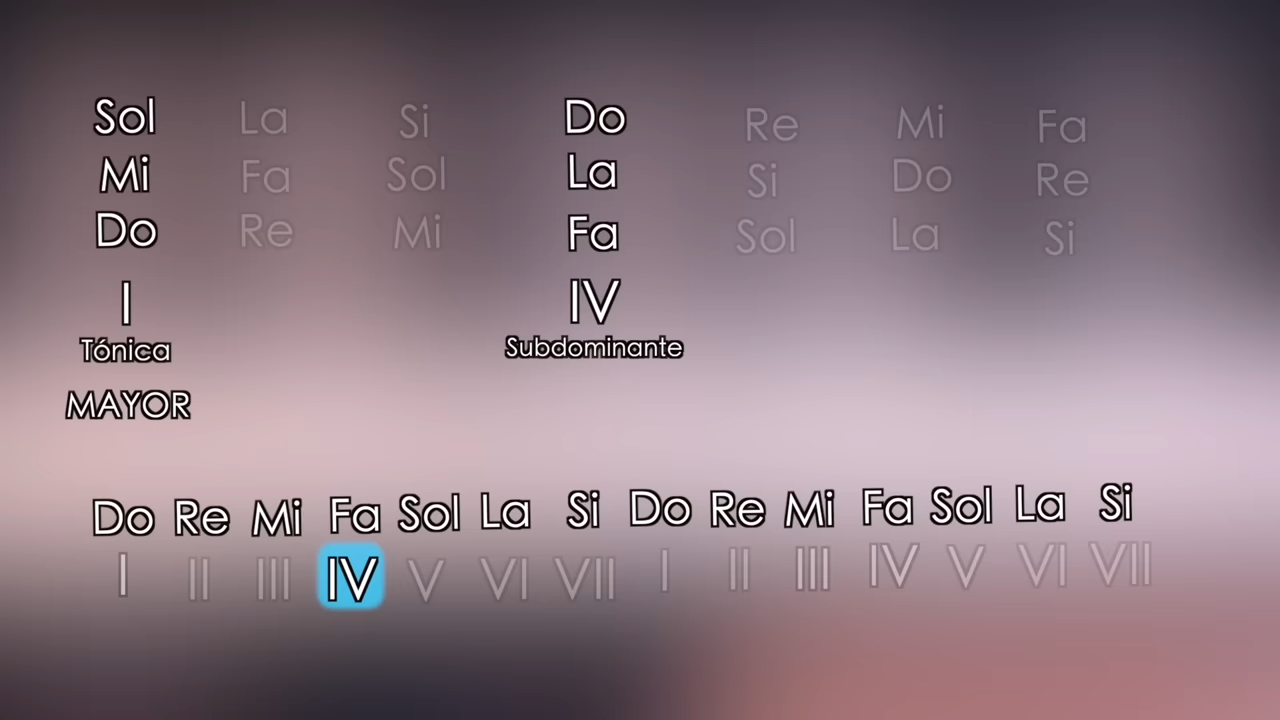 Sol La Si Do Re Mi Fa
Mi Fa Sol La Si Do Re
Do Re Mi Fa Sol La Si
I IV
Tónica Subdominante
MAYOR
Do Re Mi Fa Sol La Si Do Re Mi Fa Sol La Si
I II III IV V VI VII I II III IV V VI VII